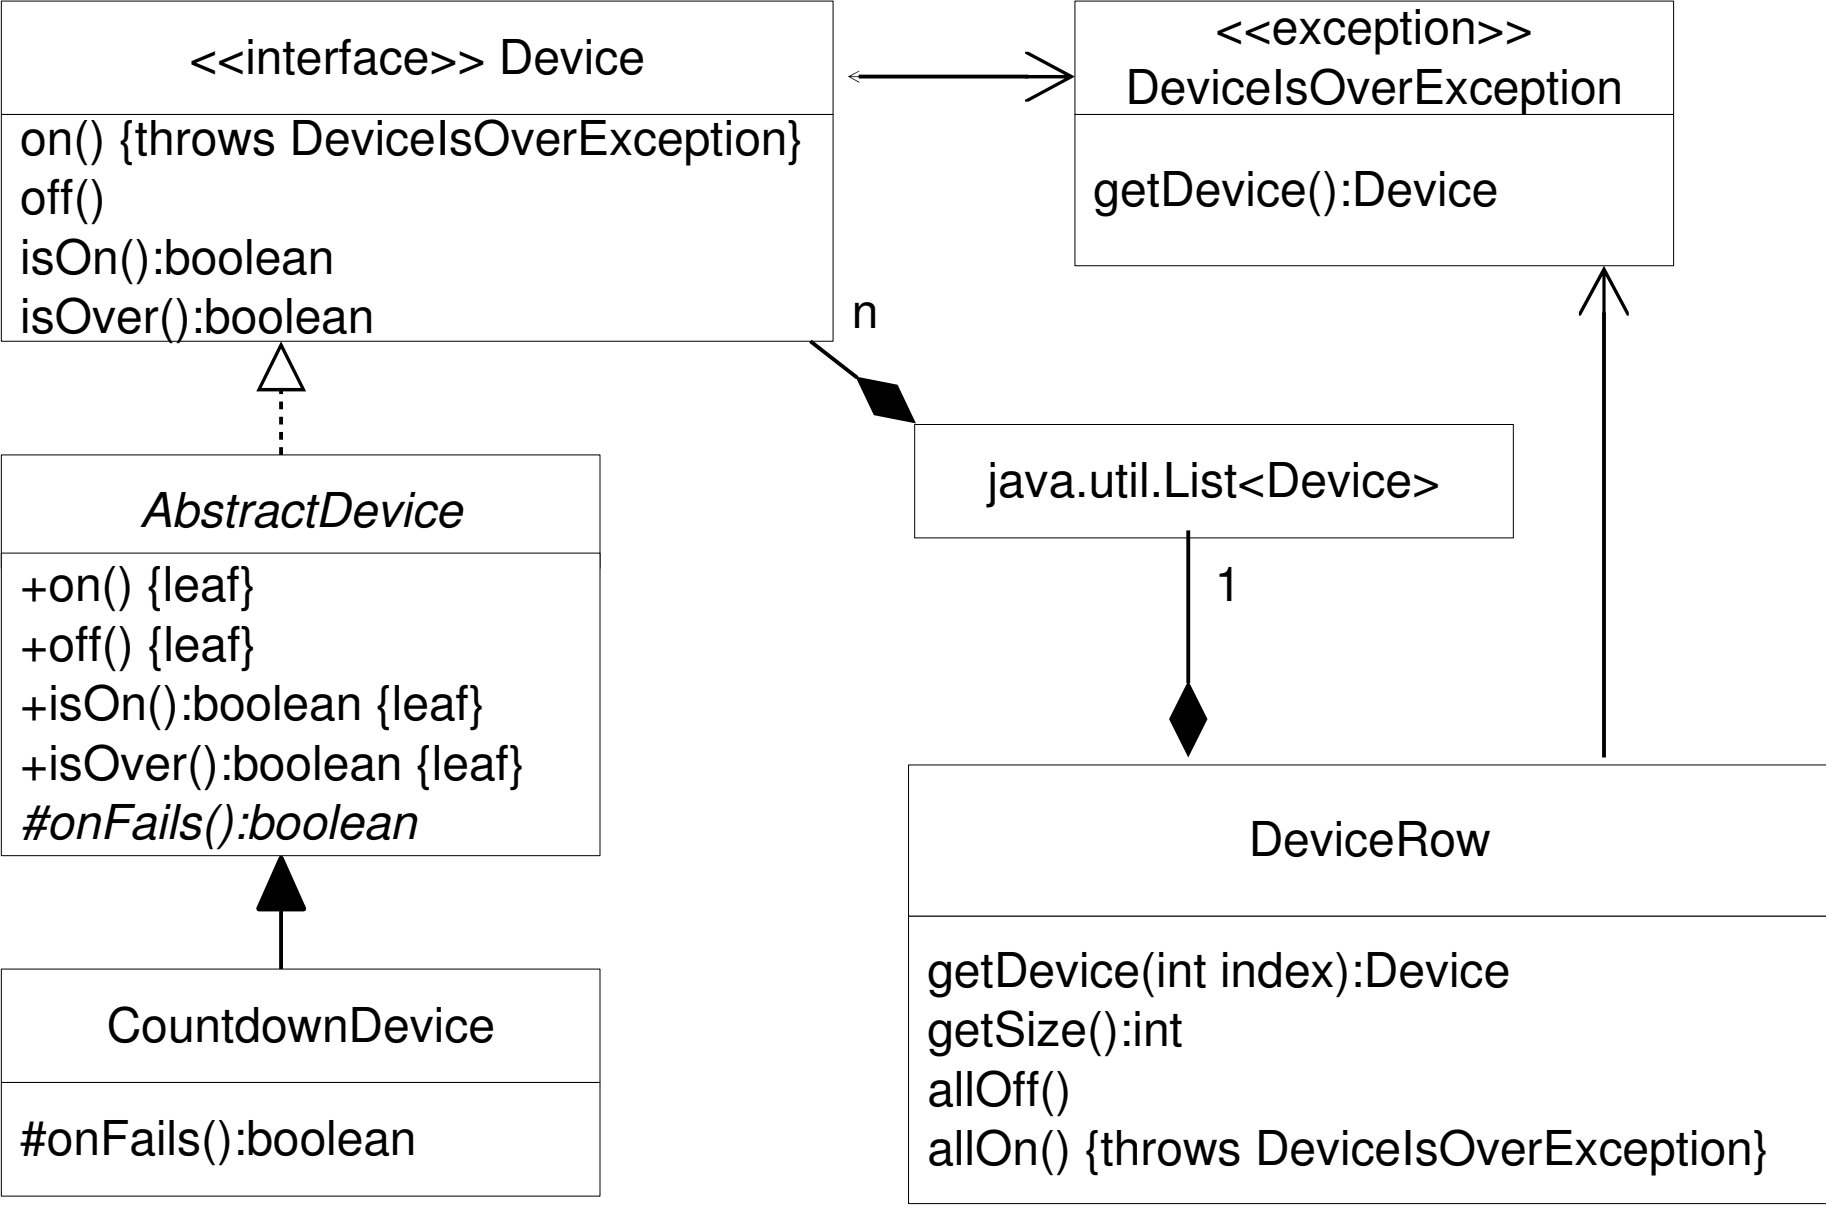 <<interface>> Device
on() {throws DeviceIsOverException}
off()
isOn():boolean
isOver():boolean
<<exception>>
DeviceIsOverException
getDevice():Device
n
java.util.List<Device>
1
AbstractDevice
+on() {leaf}
+off() {leaf}
+isOn():boolean {leaf}
+isOver():boolean {leaf}
#onFails():boolean
CountdownDevice
#onFails():boolean
DeviceRow
getDevice(int index):Device
getSize():int
allOff()
allOn() {throws DeviceIsOverException}